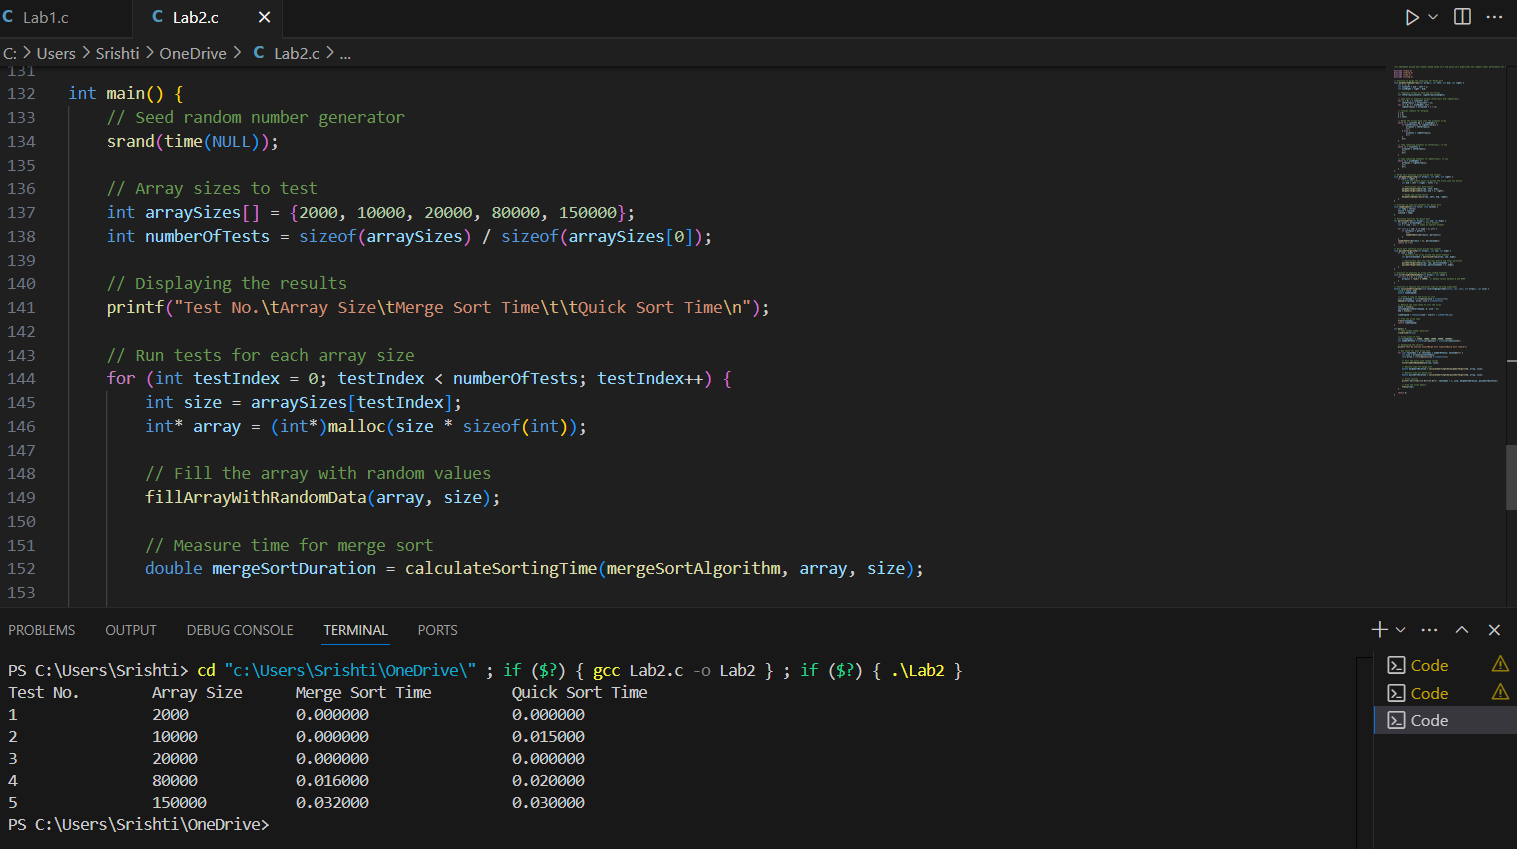 C Lab1.c
C Lab2.c
C: > Users > Srishti > OneDrive > C Lab2.c > ...
131
132 int main() {
133 // Seed random number generator
134 srand(time(NULL));
135
136 // Array sizes to test
137 int arraySizes[] = {2000, 10000, 20000, 80000, 150000};
138 int numberOfTests = sizeof(arraySizes) / sizeof(arraySizes[0]);
139
140 // Displaying the results
141 printf("Test No.\tArray Size\tMerge Sort Time\t\tQuick Sort Time\n");
142
143 // Run tests for each array size
144 for (int testIndex = 0; testIndex < numberOfTests; testIndex++) {
145 int size = arraySizes[testIndex];
146 int* array = (int*)malloc(size * sizeof(int));
147
148 // Fill the array with random values
149 fillArrayWithRandomData(array, size);
150
151 // Measure time for merge sort
152 double mergeSortDuration = calculateSortingTime(mergeSortAlgorithm, array, size);
153
PROBLEMS OUTPUT DEBUG CONSOLE TERMINAL PORTS
PS C:\Users\Srishti> cd "c:\Users\Srishti\OneDrive\" ; if ($?) { gcc Lab2.c -o Lab2 } ; if ($?) { .\Lab2 }
Test No. Array Size Merge Sort Time Quick Sort Time
1 2000 0.000000 0.000000
2 10000 0.000000 0.015000
3 20000 0.000000 0.000000
4 80000 0.016000 0.020000
5 150000 0.032000 0.030000
PS C:\Users\Srishti\OneDrive>
Code
Code
Code